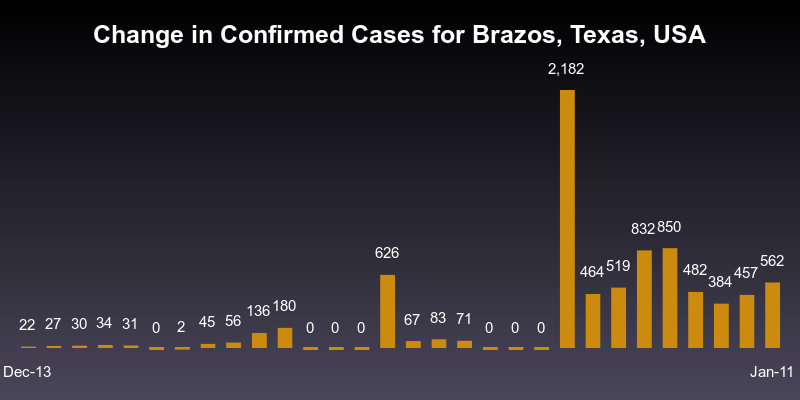 Change in Confirmed Cases for Brazos, Texas, USA
22 27 30 34 31 0 2 45 56 136 180 0 0 0 626 67 83 71 0 0 0 2,182 464 519 832 850 482 384 457 562
Dec-13 Jan-11